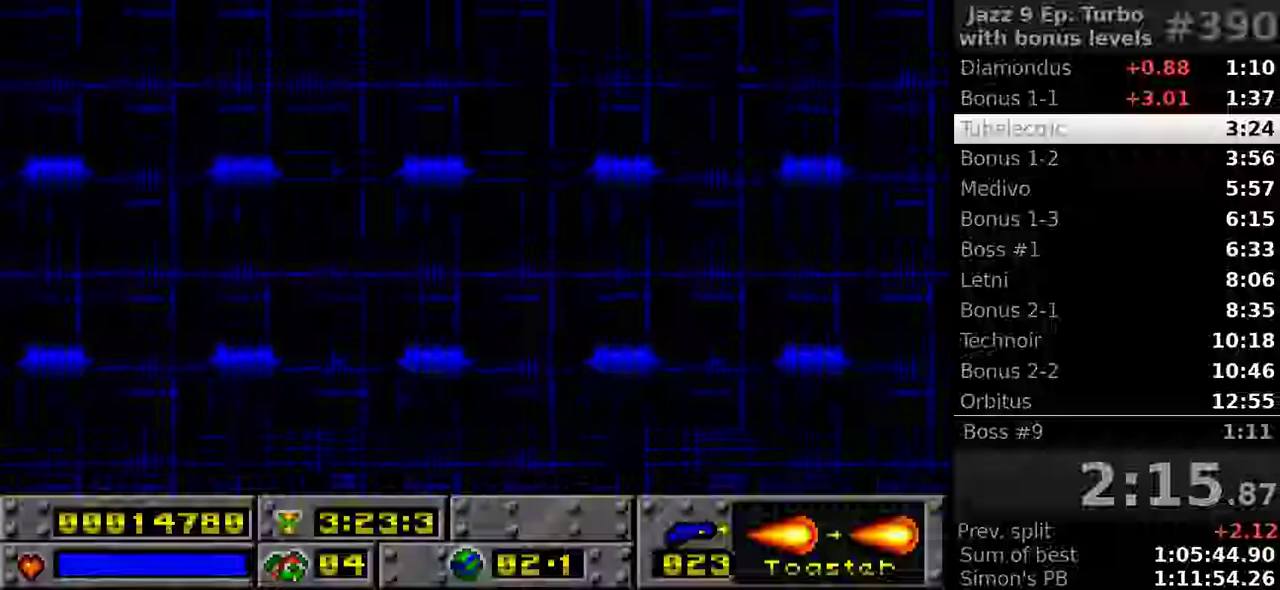 Jazz 9 Ep. Turbo
with bonus levels
#390
Diamondus +0.88 1:10
Bonus 1-1 +3.01 1:37
Tubelectric 3:24
Bonus 1-2 3:56
Medivo 5:57
Bonus 1-3 6:15
Boss #1 6:33
Letni 8:06
Bonus 2-1 8:35
Technoir 10:18
Bonus 2-2 10:46
Orbitus 12:55
Boss #9 1:11
2:15.87
Prev. split +2.12
Sum of best 1:05:44.90
Simon's PB 1:11:54.26
00014780 3:23:3
04 02·1 023 Toaster